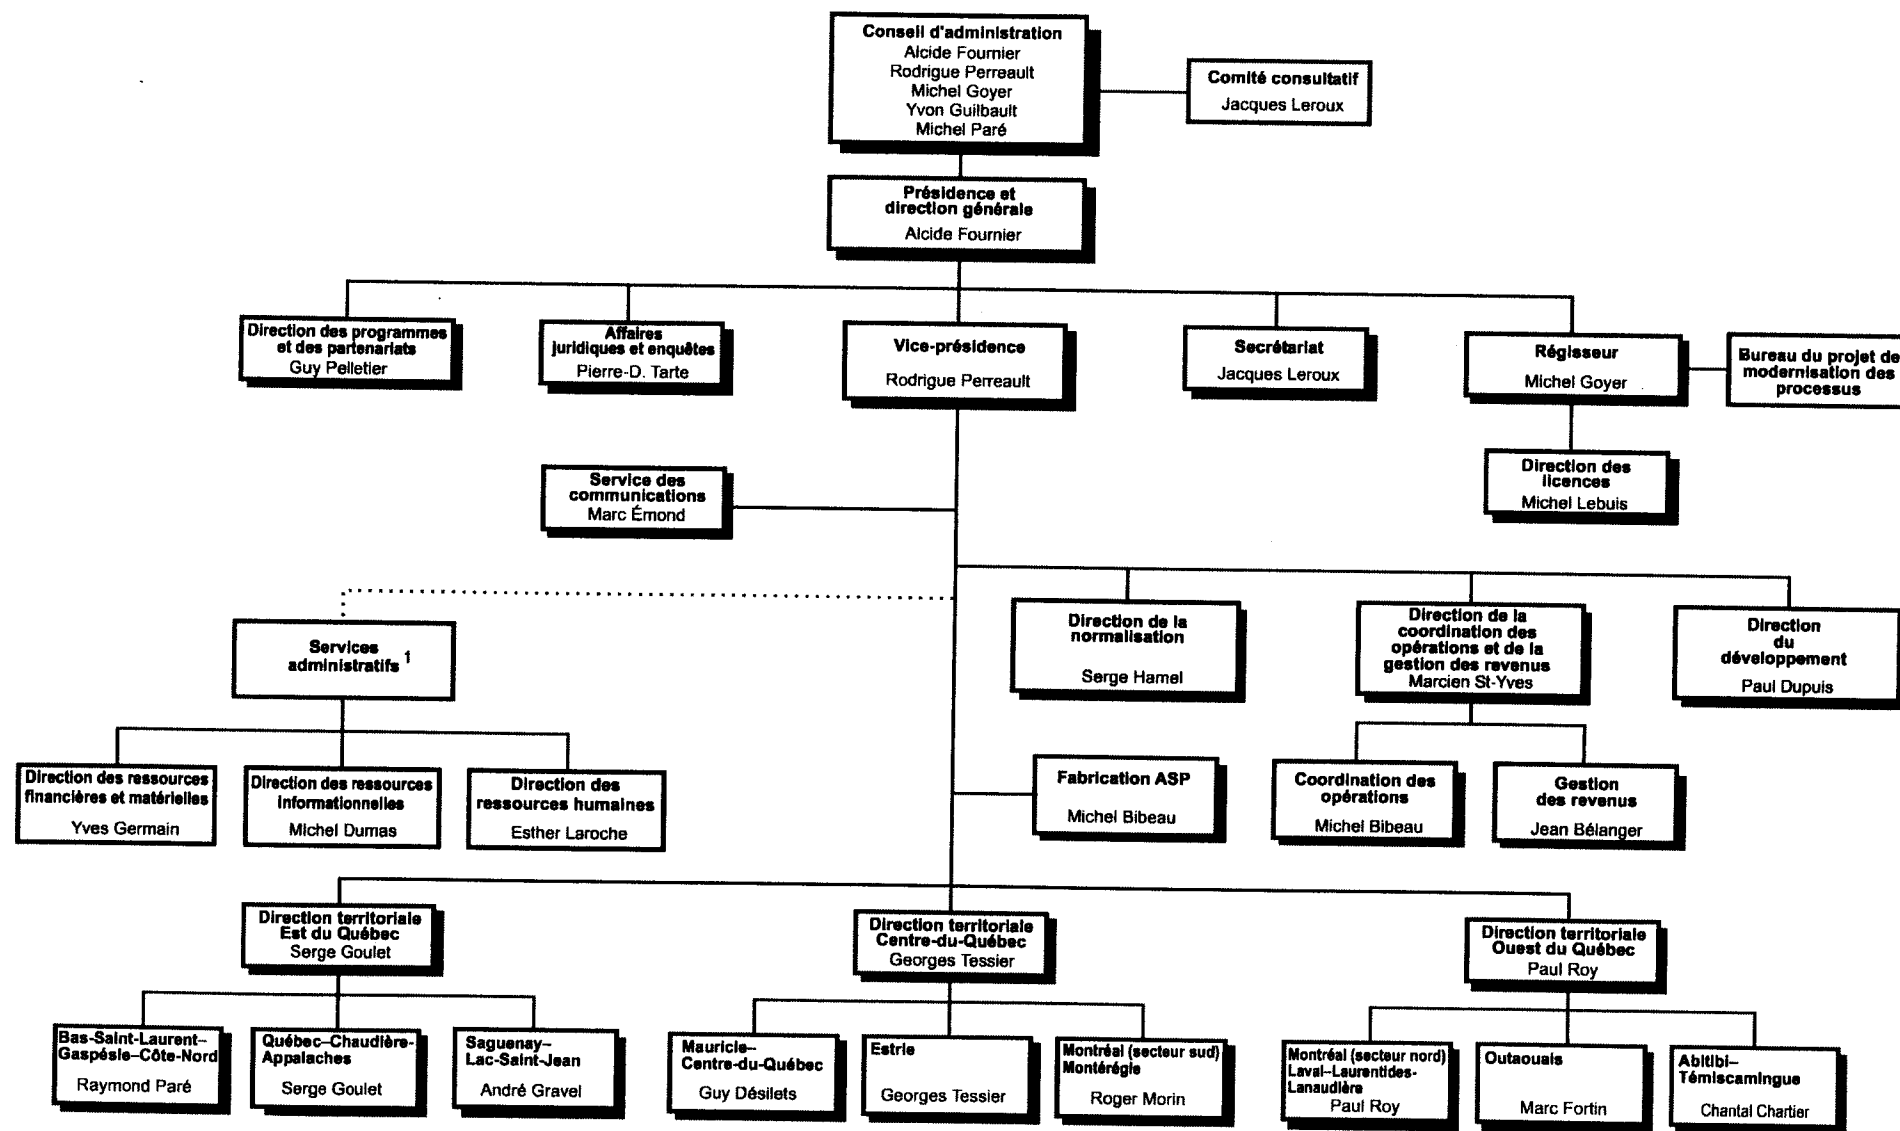 Conseil d'administration
Alcide Fournier
Rodrigue Perreault
Michel Goyer
Yvon Guilbault
Michel Paré
Comité consultatif
Jacques Leroux
Présidence et
direction générale
Alcide Fournier
Direction des programmes
et des partenariats
Guy Pelletier
Affaires
juridiques et enquêtes
Pierre-D. Tarte
Vice-présidence
Rodrigue Perreault
Secrétariat
Jacques Leroux
Régisseur
Michel Goyer
Bureau du projet de
modernisation des
processus
Service des
communications
Marc Émond
Direction des
licences
Michel Lebuis
Services
administratifs 1
Direction de la
normalisation
Serge Hamel
Direction de la
coordination des
opérations et de la
gestion des revenus
Marcien St-Yves
Direction
du
développement
Paul Dupuis
Direction des ressources
financières et matérielles
Yves Germain
Direction des ressources
informationnelles
Michel Dumas
Direction des
ressources humaines
Esther Laroche
Fabrication ASP
Michel Bibeau
Coordination des
opérations
Michel Bibeau
Gestion
des revenus
Jean Bélanger
Direction territoriale
Est du Québec
Serge Goulet
Direction territoriale
Centre-du-Québec
Georges Tessier
Direction territoriale
Ouest du Québec
Paul Roy
Bas-Saint-Laurent–
Gaspésie–Côte-Nord
Raymond Paré
Québec–Chaudière-
Appalaches
Serge Goulet
Saguenay–
Lac-Saint-Jean
André Gravel
Mauricie–
Centre-du-Québec
Guy Désilets
Estrie
Georges Tessier
Montréal (secteur sud)
Montérégie
Roger Morin
Montréal (secteur nord)
Laval–Laurentides-
Lanaudière
Paul Roy
Outaouais
Marc Fortin
Abitibi–
Témiscamingue
Chantal Chartier